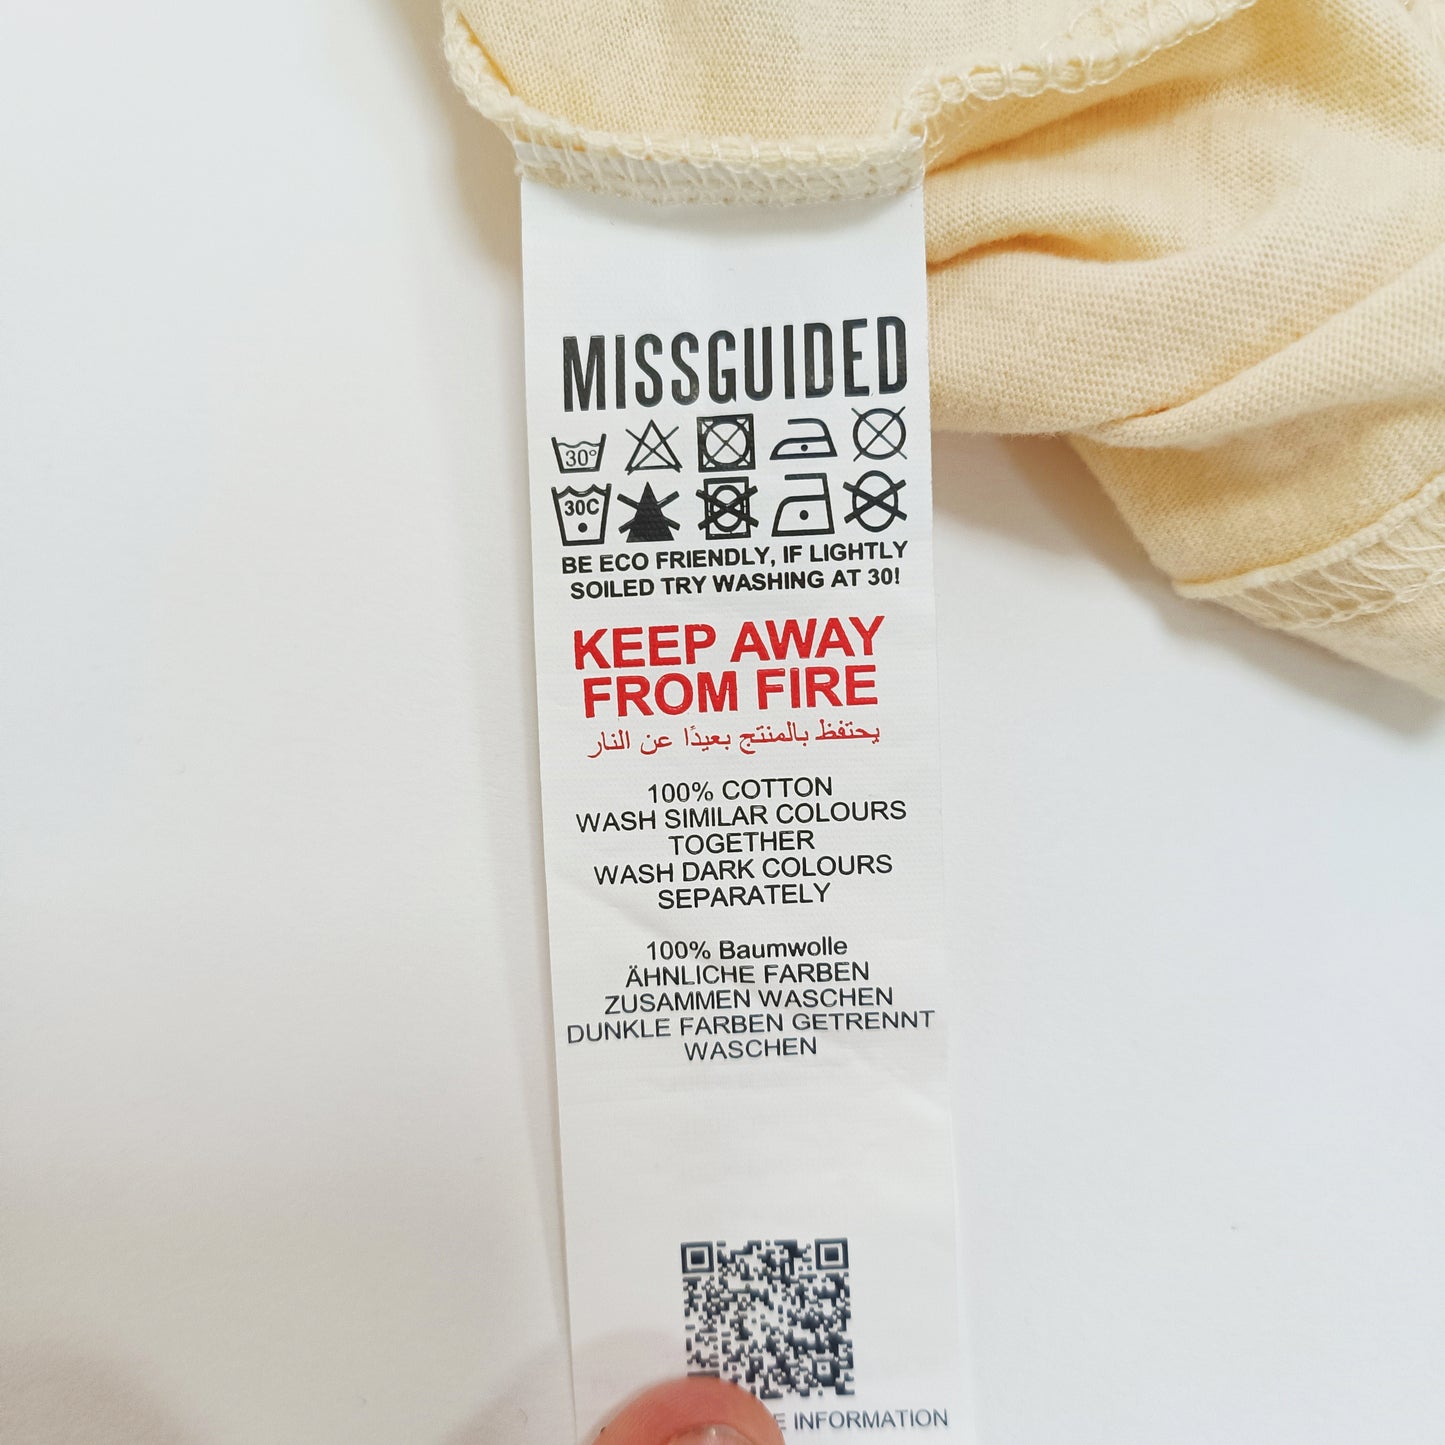 MISSGUIDED
30°
30C
BE ECO FRIENDLY, IF LIGHTLY
SOILED TRY WASHING AT 30!
KEEP AWAY
FROM FIRE
يحتفظ بالمنتج بعيدًا عن النار
100% COTTON
WASH SIMILAR COLOURS
TOGETHER
WASH DARK COLOURS
SEPARATELY
100% Baumwolle
ÄHNLICHE FARBEN
ZUSAMMEN WASCHEN
DUNKLE FARBEN GETRENNT
WASCHEN
INFORMATION